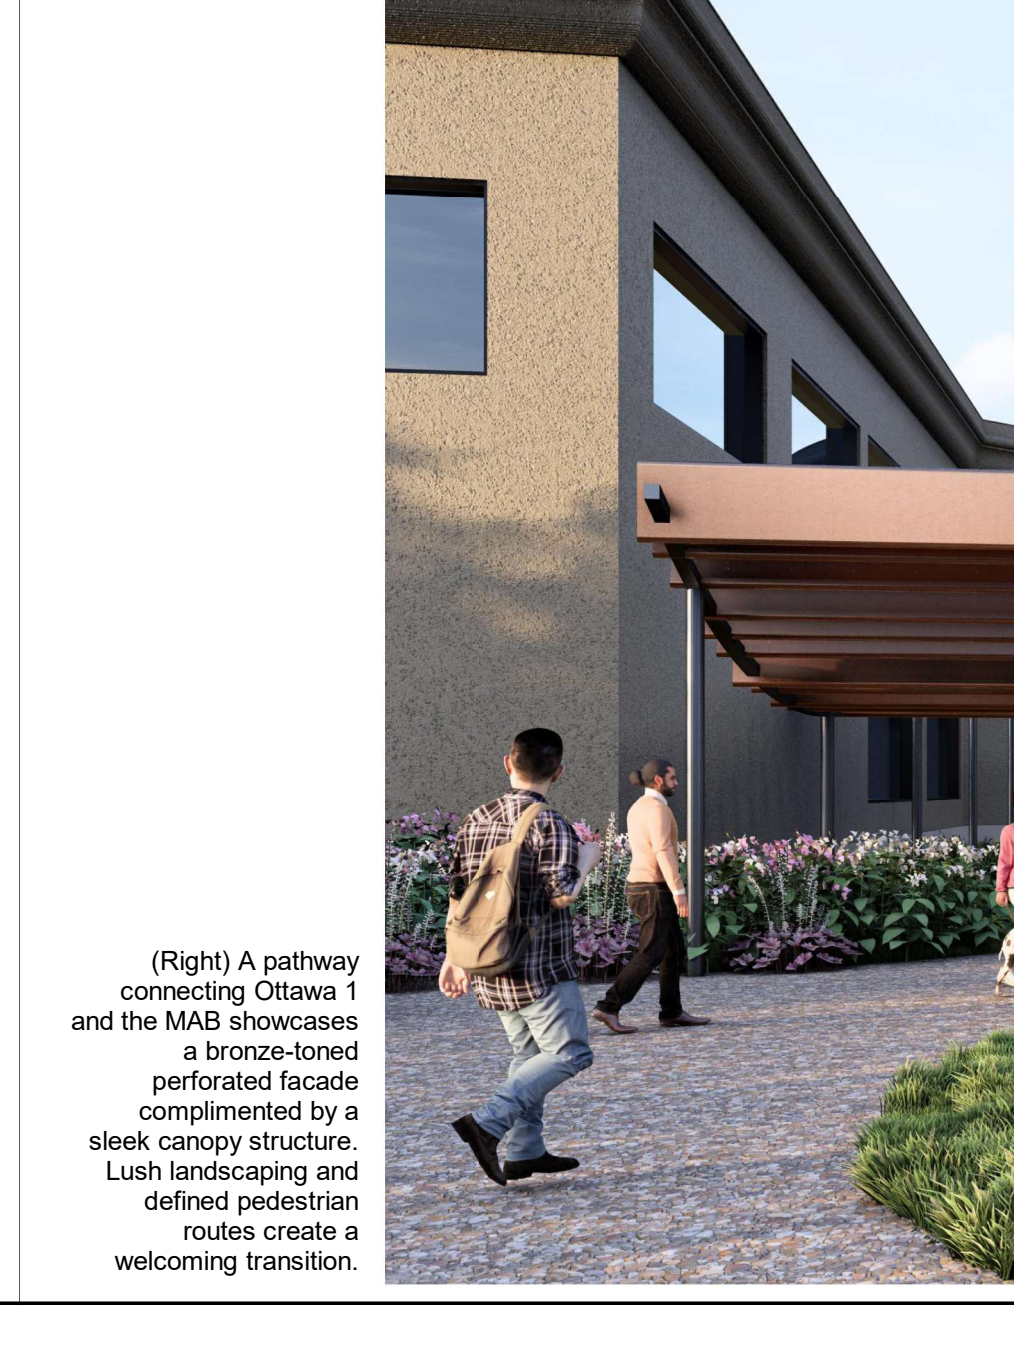 (Right) A pathway
connecting Ottawa 1
and the MAB showcases
a bronze-toned
perforated facade
complimented by a
sleek canopy structure.
Lush landscaping and
defined pedestrian
routes create a
welcoming transition.